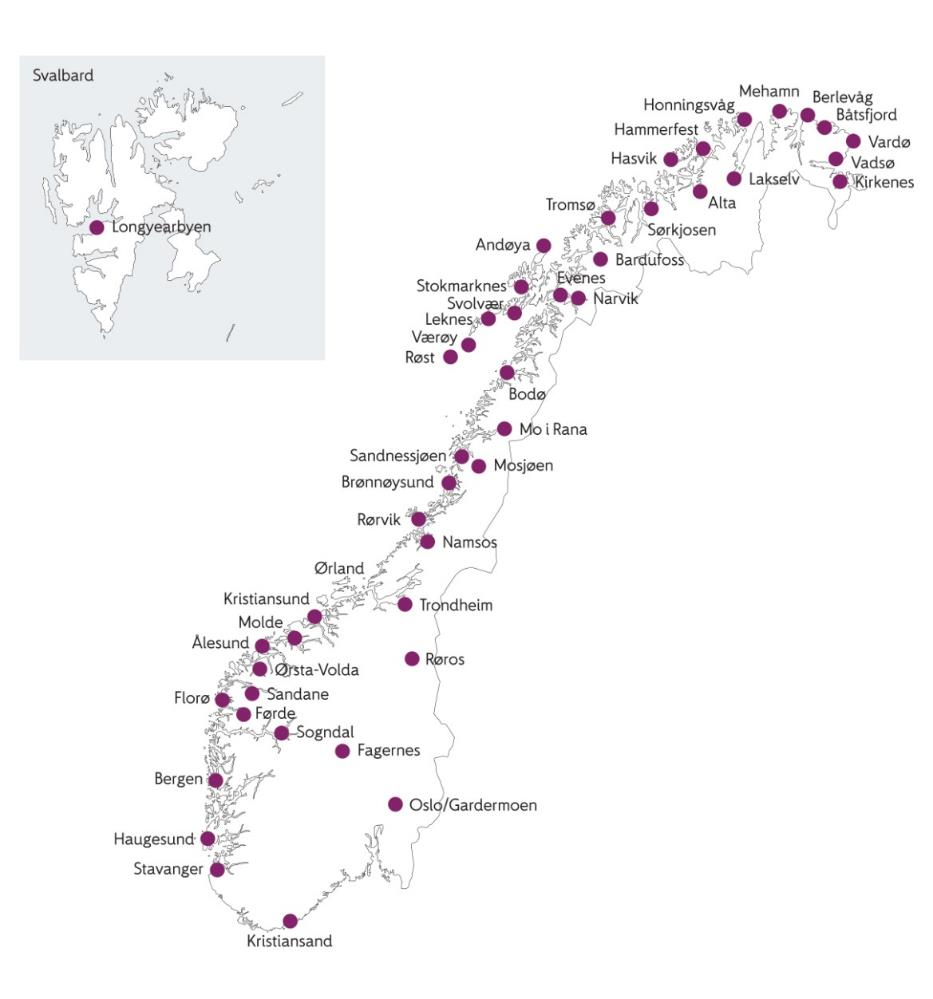 Svalbard
Longyearbyen
Mehamn
Berlevåg
Honningsvåg
Båtsfjord
Hammerfest
Vardø
Hasvik
Vadsø
Lakselv
Kirkenes
Alta
Tromsø
Sørkjosen
Andøya
Bardufoss
Evenes
Stokmarknes
Narvik
Svolvær
Leknes
Værøy
Røst
Bodø
Mo i Rana
Sandnessjøen
Mosjøen
Brønnøysund
Rørvik
Namsos
Ørland
Kristiansund
Trondheim
Molde
Ålesund
Røros
Ørsta-Volda
Sandane
Florø
Førde
Sogndal
Fagernes
Bergen
Oslo/Gardermoen
Haugesund
Stavanger
Kristiansand